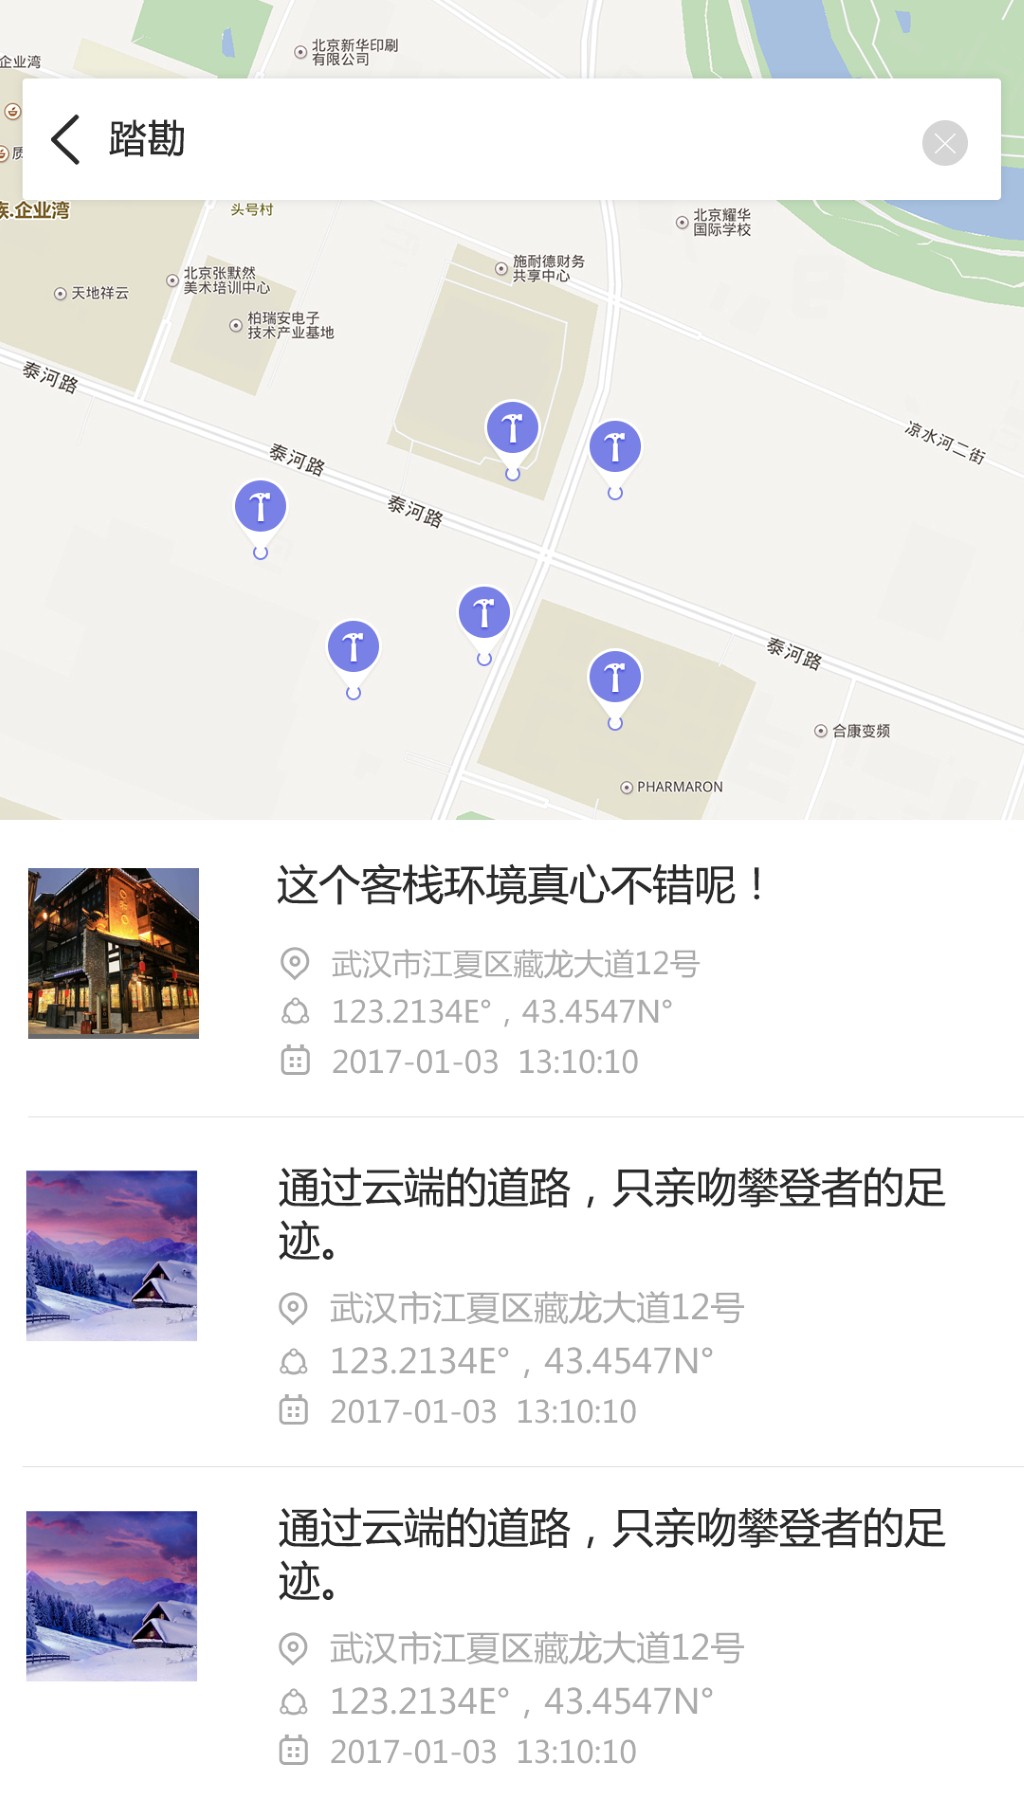 北京新华印刷
有限公司
企业湾
踏勘
质
族.企业湾
头号村
北京耀华
国际学校
施耐德财务
共享中心
北京张默然
美术培训中心
天地祥云
柏瑞安电子
技术产业基地
泰河路
凉水河二街
泰河路
泰河路
泰河路
合康变频
PHARMARON
这个客栈环境真心不错呢！
武汉市江夏区藏龙大道12号
123.2134E°，43.4547N°
2017-01-03 13:10:10
通过云端的道路，只亲吻攀登者的足
迹。
武汉市江夏区藏龙大道12号
123.2134E°，43.4547N°
2017-01-03 13:10:10
通过云端的道路，只亲吻攀登者的足
迹。
武汉市江夏区藏龙大道12号
123.2134E°，43.4547N°
2017-01-03 13:10:10